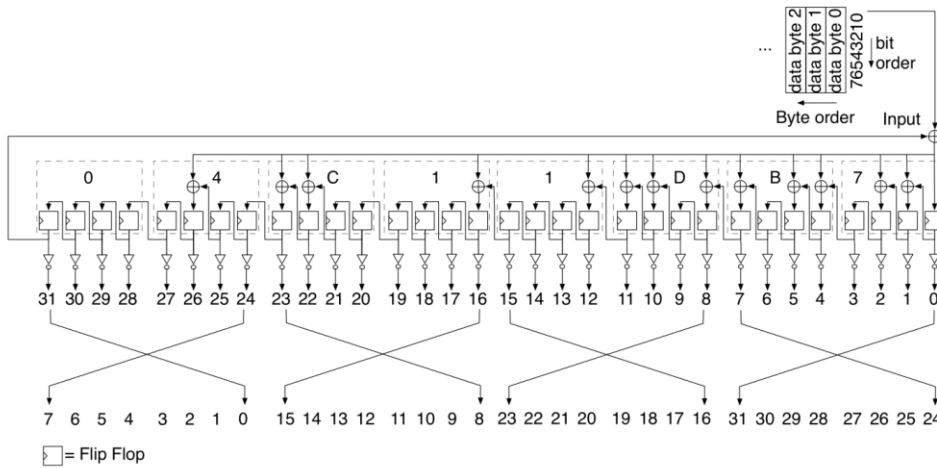 data byte 2
data byte 1
data byte 0
76543210
...
bit
order
Byte order
Input
0 4 C 1 1 D B 7
31 30 29 28 27 26 25 24 23 22 21 20 19 18 17 16 15 14 13 12 11 10 9 8 7 6 5 4 3 2 1 0
7 6 5 4 3 2 1 0 15 14 13 12 11 10 9 8 23 22 21 20 19 18 17 16 31 30 29 28 27 26 25 24
= Flip Flop